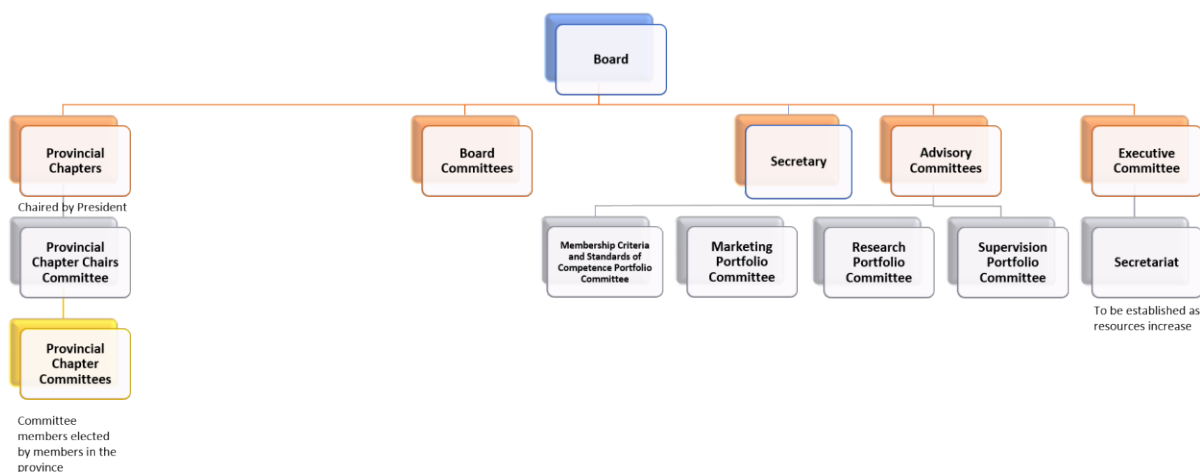 Board
Provincial
Chapters
Board
Committees
Secretary
Advisory
Committees
Executive
Committee
Chaired by President
Provincial
Chapter Chairs
Committee
Membership Criteria
and Standards of
Competence Portfolio
Committee
Marketing
Portfolio
Committee
Research
Portfolio
Committee
Supervision
Portfolio
Committee
Secretariat
To be established as
resources increase
Provincial
Chapter
Committees
Committee
members elected
by members in the
province